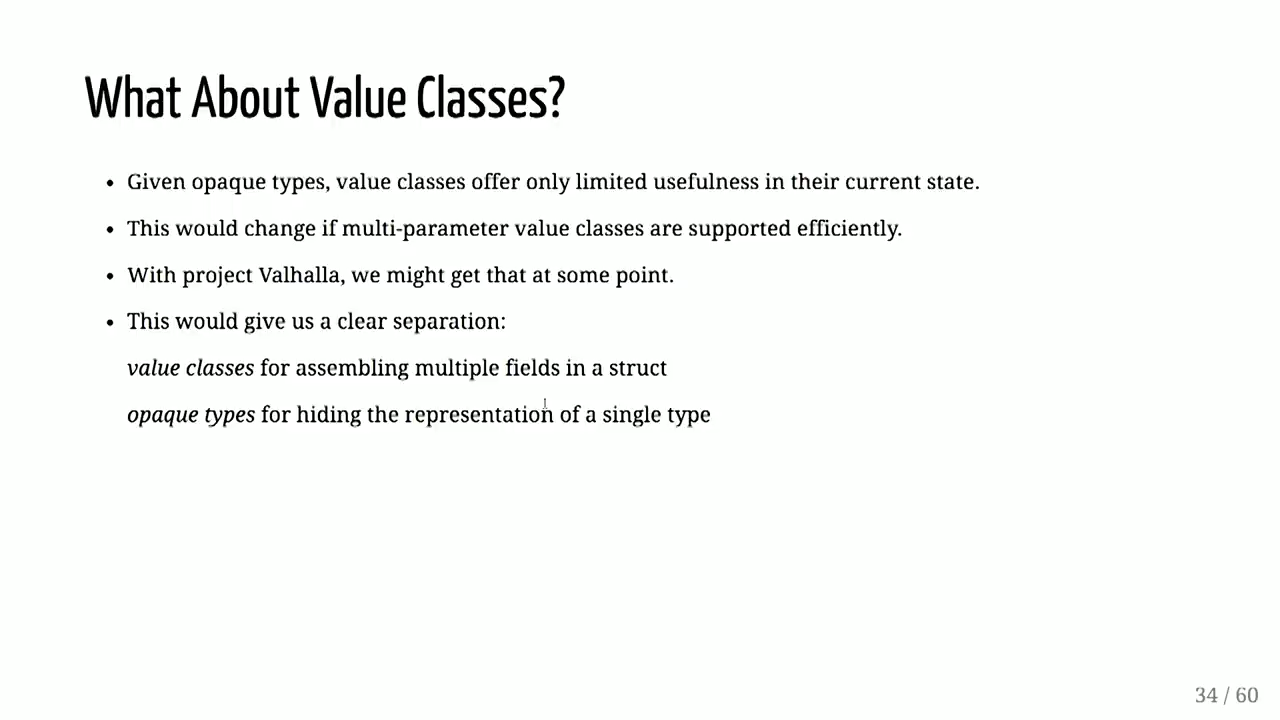 What About Value Classes?
• Given opaque types, value classes offer only limited usefulness in their current state.
• This would change if multi-parameter value classes are supported efficiently.
• With project Valhalla, we might get that at some point.
• This would give us a clear separation:
value classes for assembling multiple fields in a struct
opaque types for hiding the representation of a single type
34 / 60